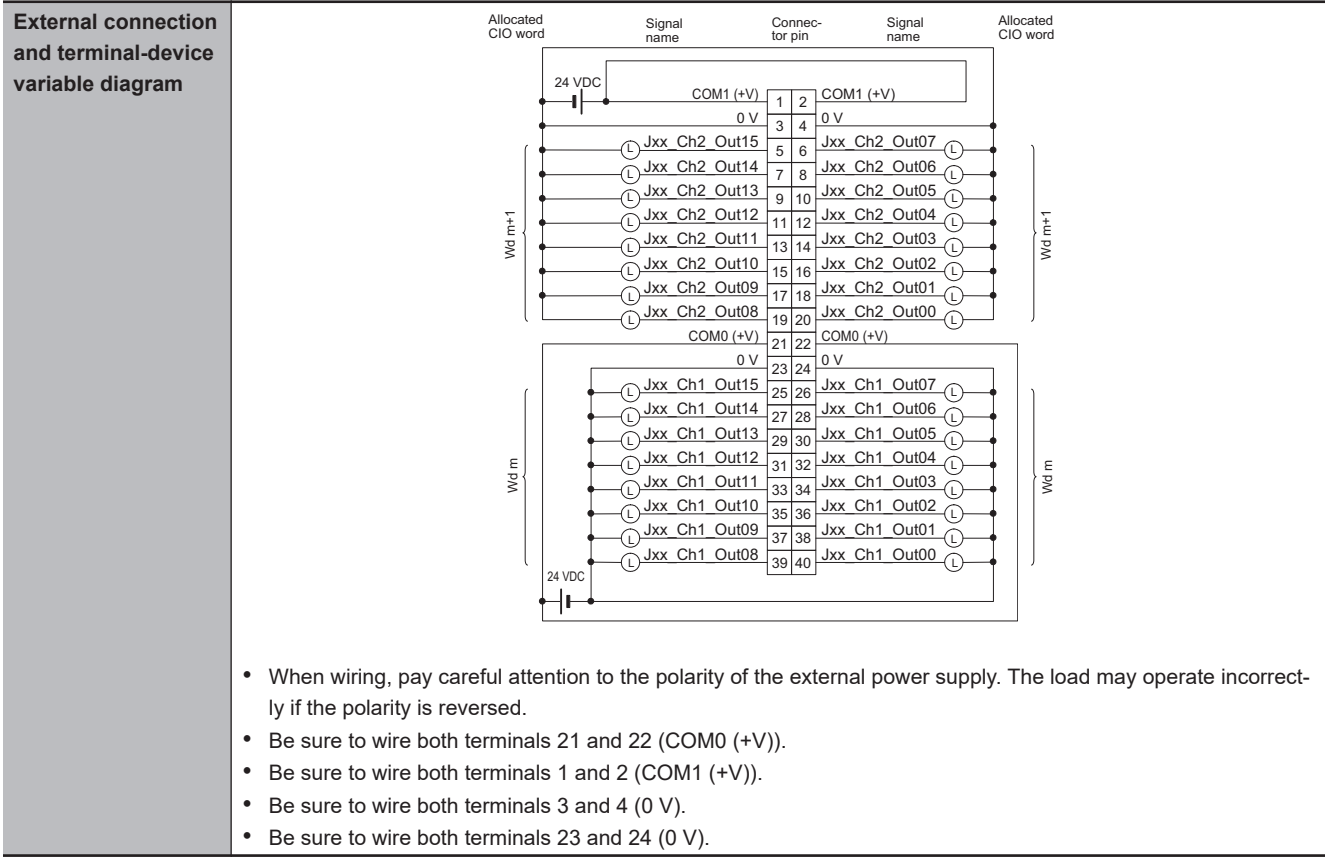 External connection
and terminal-device
variable diagram
Allocated
CIO word
Signal
name
Connec-
tor pin
Signal
name
Allocated
CIO word
24 VDC
COM1 (+V) 1 2 COM1 (+V)
0 V 3 4 0 V
L Jxx_Ch2_Out15 5 6 Jxx_Ch2_Out07 L
L Jxx_Ch2_Out14 7 8 Jxx_Ch2_Out06 L
L Jxx_Ch2_Out13 9 10 Jxx_Ch2_Out05 L
L Jxx_Ch2_Out12 11 12 Jxx_Ch2_Out04 L
L Jxx_Ch2_Out11 13 14 Jxx_Ch2_Out03 L
L Jxx_Ch2_Out10 15 16 Jxx_Ch2_Out02 L
L Jxx_Ch2_Out09 17 18 Jxx_Ch2_Out01 L
L Jxx_Ch2_Out08 19 20 Jxx_Ch2_Out00 L
Wd m+1
Wd m+1
COM0 (+V) 21 22 COM0 (+V)
0 V 23 24 0 V
L Jxx_Ch1_Out15 25 26 Jxx_Ch1_Out07 L
L Jxx_Ch1_Out14 27 28 Jxx_Ch1_Out06 L
L Jxx_Ch1_Out13 29 30 Jxx_Ch1_Out05 L
L Jxx_Ch1_Out12 31 32 Jxx_Ch1_Out04 L
L Jxx_Ch1_Out11 33 34 Jxx_Ch1_Out03 L
L Jxx_Ch1_Out10 35 36 Jxx_Ch1_Out02 L
L Jxx_Ch1_Out09 37 38 Jxx_Ch1_Out01 L
L Jxx_Ch1_Out08 39 40 Jxx_Ch1_Out00 L
Wd m
Wd m
24 VDC
• When wiring, pay careful attention to the polarity of the external power supply. The load may operate incorrect-
ly if the polarity is reversed.
• Be sure to wire both terminals 21 and 22 (COM0 (+V)).
• Be sure to wire both terminals 1 and 2 (COM1 (+V)).
• Be sure to wire both terminals 3 and 4 (0 V).
• Be sure to wire both terminals 23 and 24 (0 V).